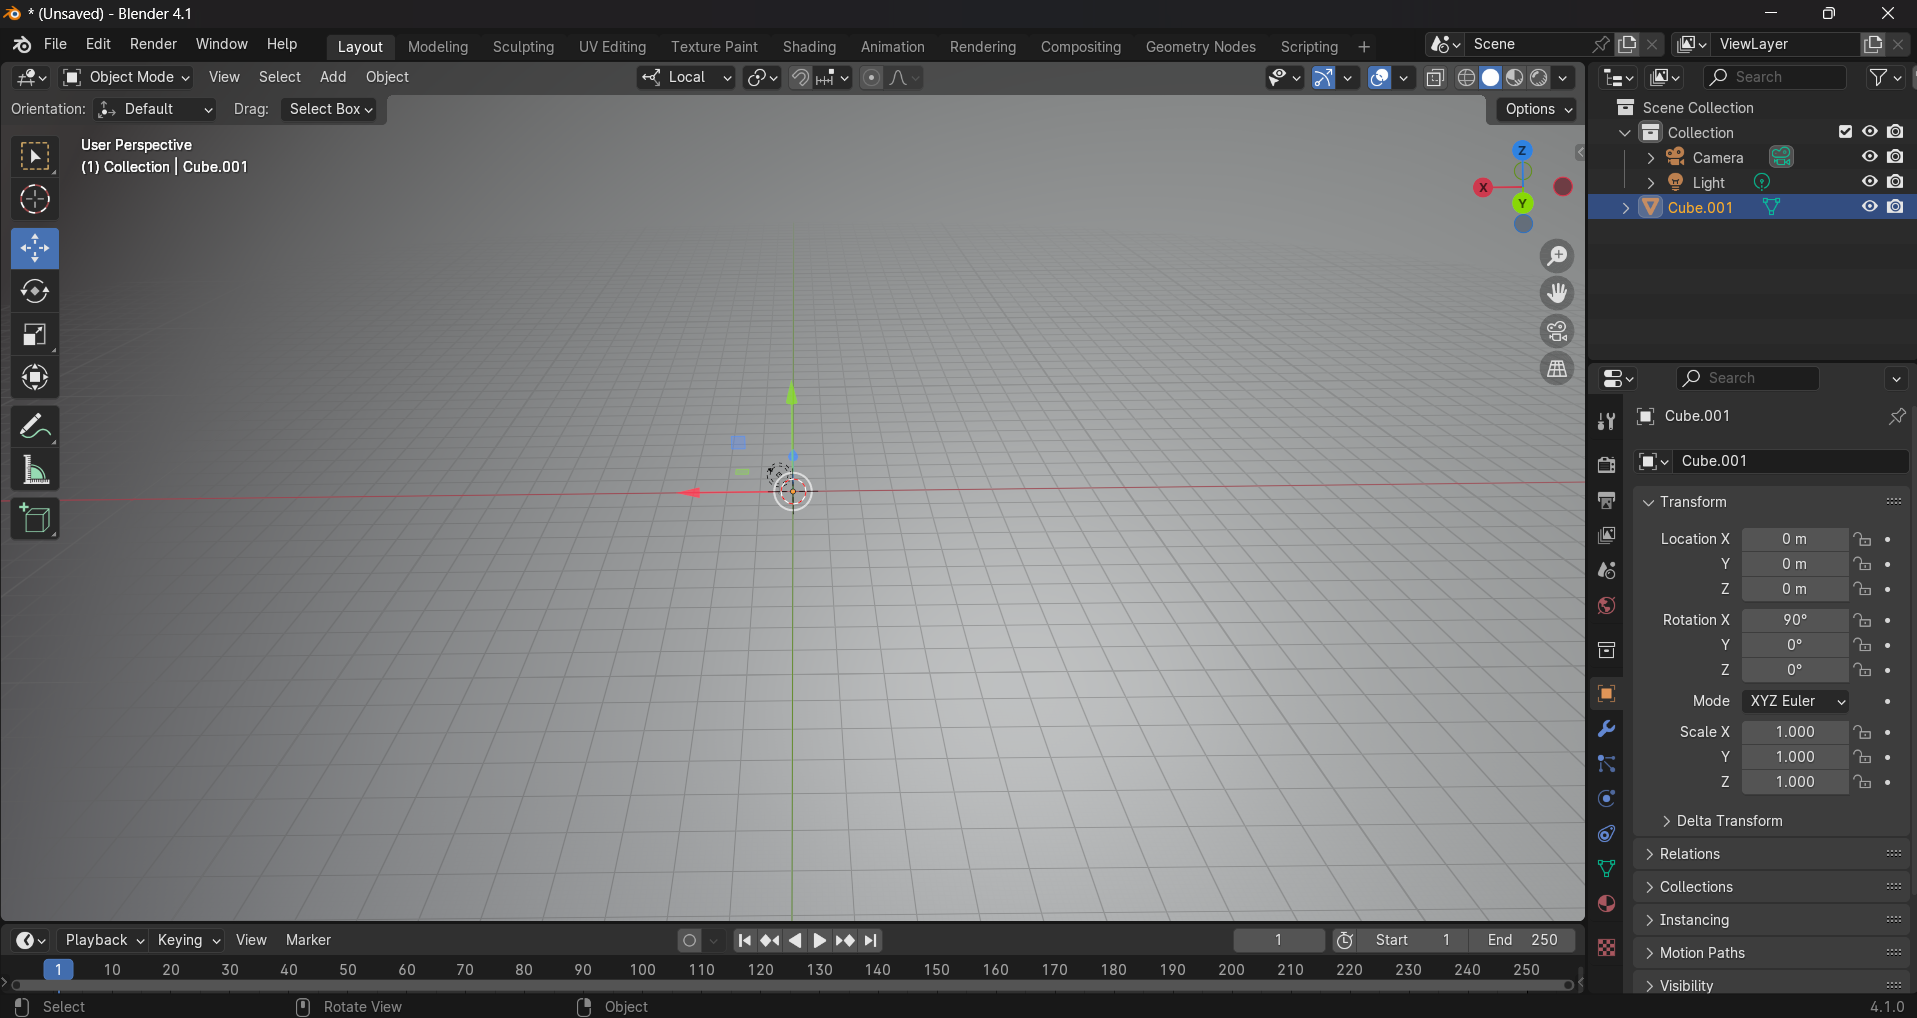 * (Unsaved) - Blender 4.1
File Edit Render Window Help Layout Modeling Sculpting UV Editing Texture Paint Shading Animation Rendering Compositing Geometry Nodes Scripting + Scene ViewLayer
Object Mode View Select Add Object Local Search
Orientation: Default Drag: Select Box Options
User Perspective
(1) Collection | Cube.001
Z
X
Y
Scene Collection
Collection
Camera
Light
Cube.001
Search
Cube.001
Cube.001
Transform
Location X 0 m
Y 0 m
Z 0 m
Rotation X 90°
Y 0°
Z 0°
Mode XYZ Euler
Scale X 1.000
Y 1.000
Z 1.000
Delta Transform
Relations
Collections
Instancing
Motion Paths
Visibility
Playback Keying View Marker 1 Start 1 End 250
1 10 20 30 40 50 60 70 80 90 100 110 120 130 140 150 160 170 180 190 200 210 220 230 240 250
Select Rotate View Object 4.1.0